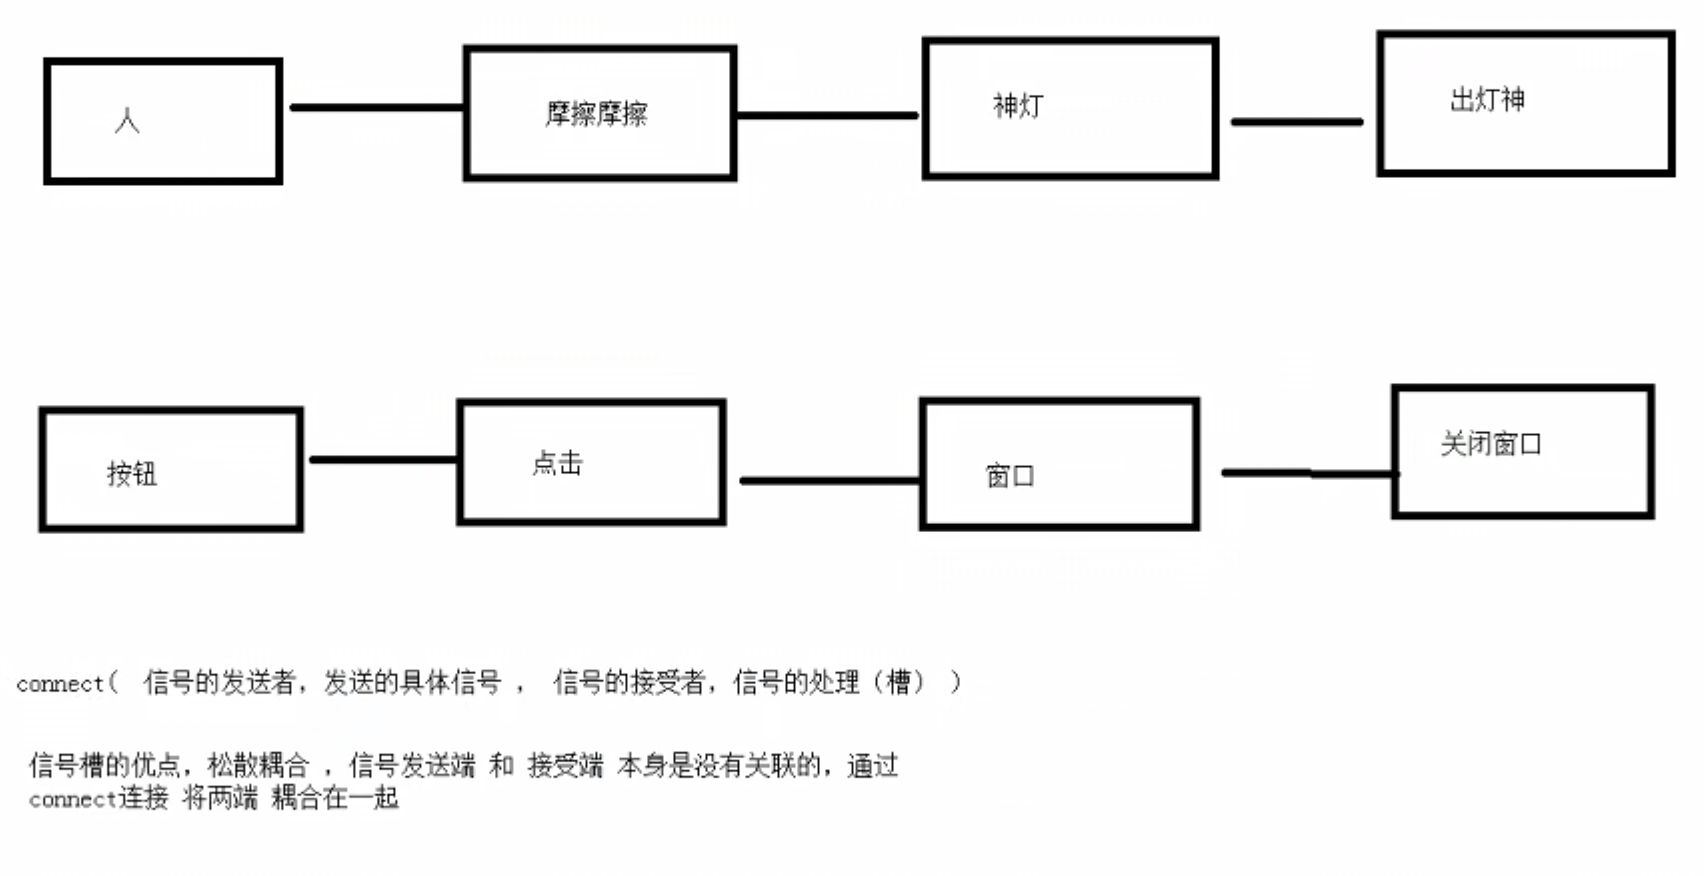 人
摩擦摩擦
神灯
出灯神
按钮
点击
窗口
关闭窗口
connect( 信号的发送者，发送的具体信号 ， 信号的接受者，信号的处理（槽） ）
信号槽的优点，松散耦合 ，信号发送端 和 接受端 本身是没有关联的，通过
connect连接 将两端 耦合在一起